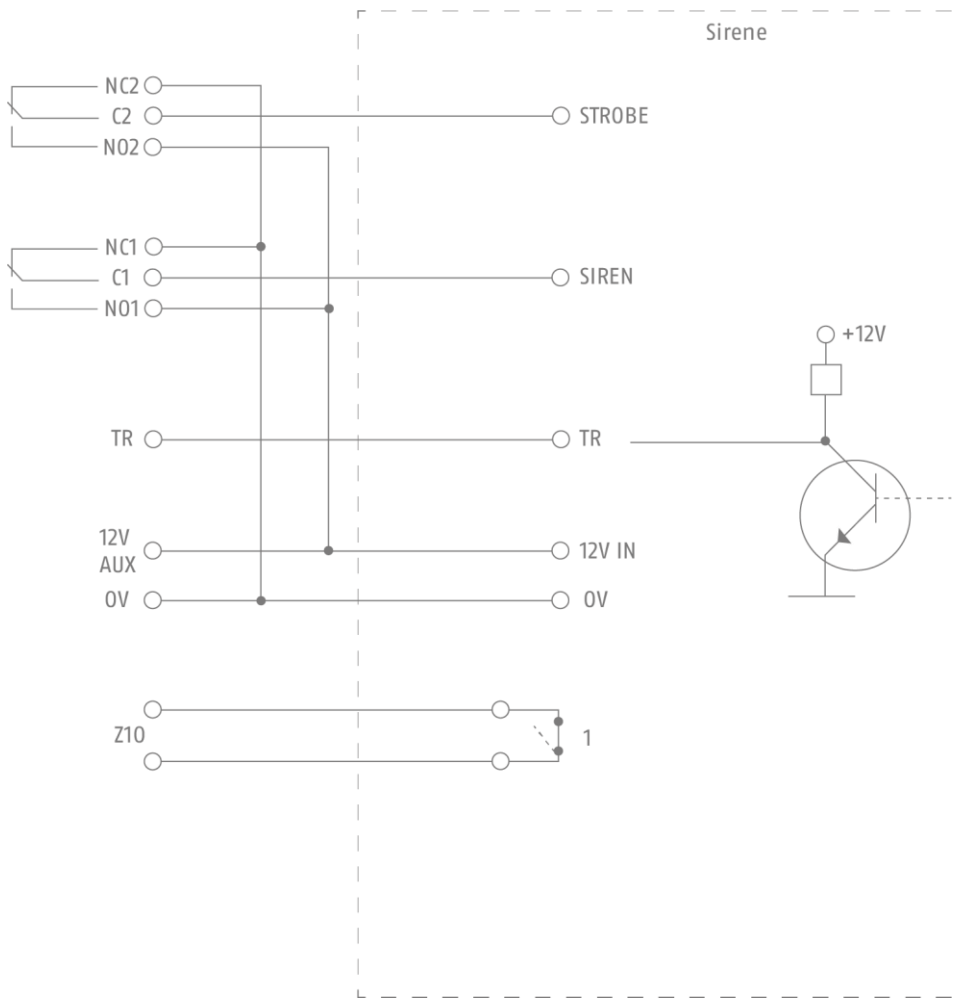 Sirene
NC2
C2
STROBE
NO2
NC1
C1
SIREN
NO1
+12V
TR
TR
12V
AUX
12V IN
0V
0V
Z10
1